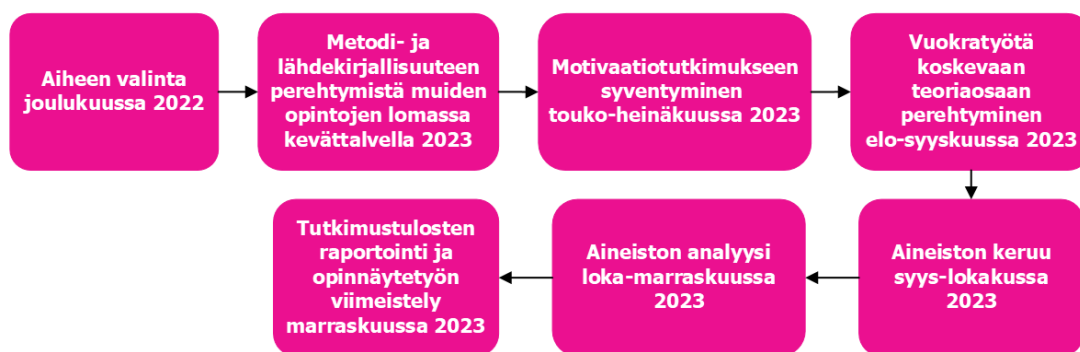 Aiheen valinta
joulukuussa 2022
Metodi- ja
lähdekirjallisuuteen
perehtymistä muiden
opintojen lomassa
kevättalvella 2023
Motivaatiotutkimukseen
syventyminen
touko-heinäkuussa 2023
Vuokratyötä
koskevaan
teoriaosaan
perehtyminen
elo-syyskuussa 2023
Aineiston keruu
syys-lokakussa
2023
Aineiston analyysi
loka-marraskuussa
2023
Tutkimustulosten
raportointi ja
opinnäytetyön
viimeistely
marraskuussa 2023